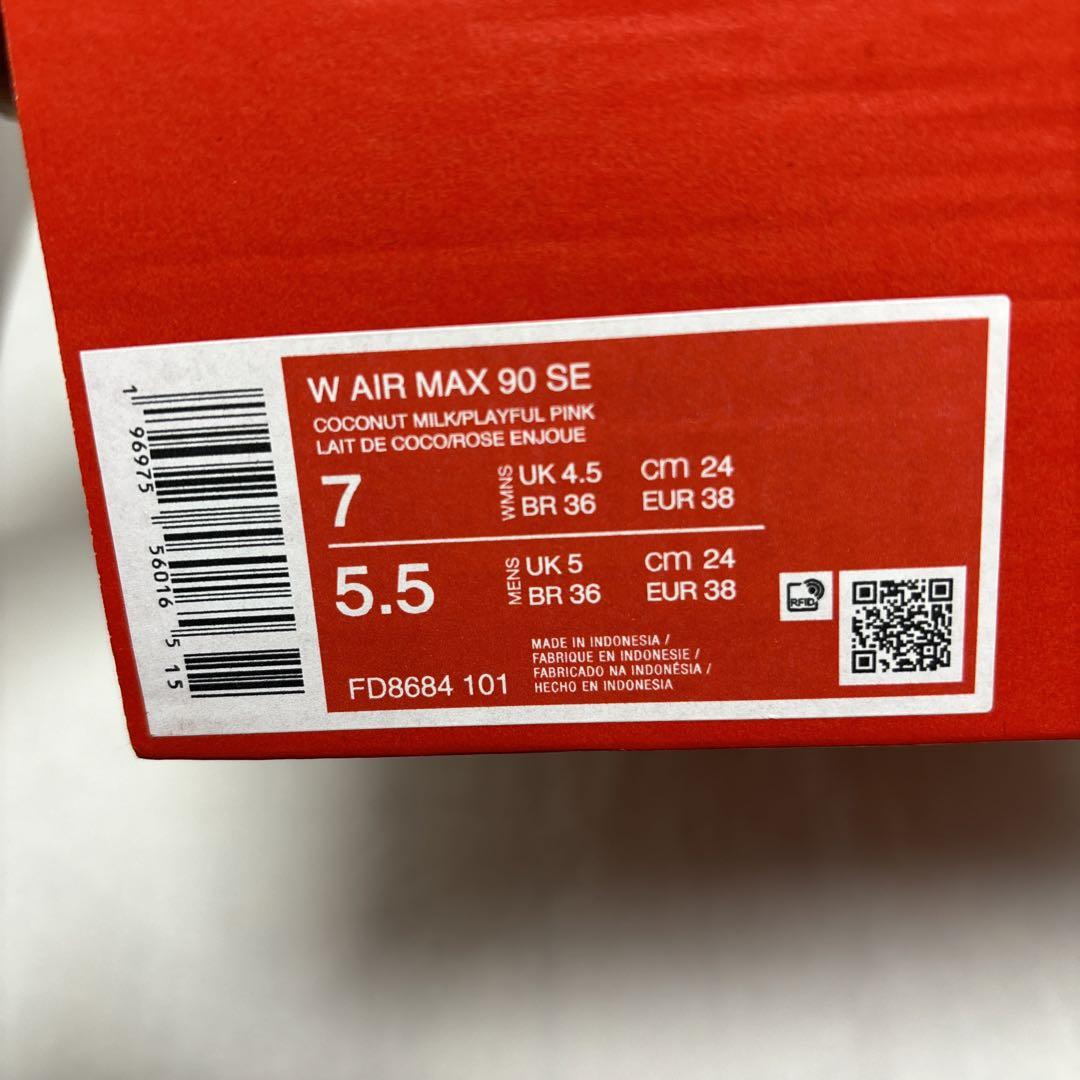 W AIR MAX 90 SE
COCONUT MILK/PLAYFUL PINK
LAIT DE COCO/ROSE ENJOUE
7 WMNS UK 4.5 cm 24
BR 36 EUR 38
5.5 MENS UK 5 cm 24
BR 36 EUR 38
FD8684 101
MADE IN INDONESIA /
FABRIQUE EN INDONESIE /
FABRICADO NA INDONÉSIA /
HECHO EN INDONESIA
RFID
1 96975 56016 5 15